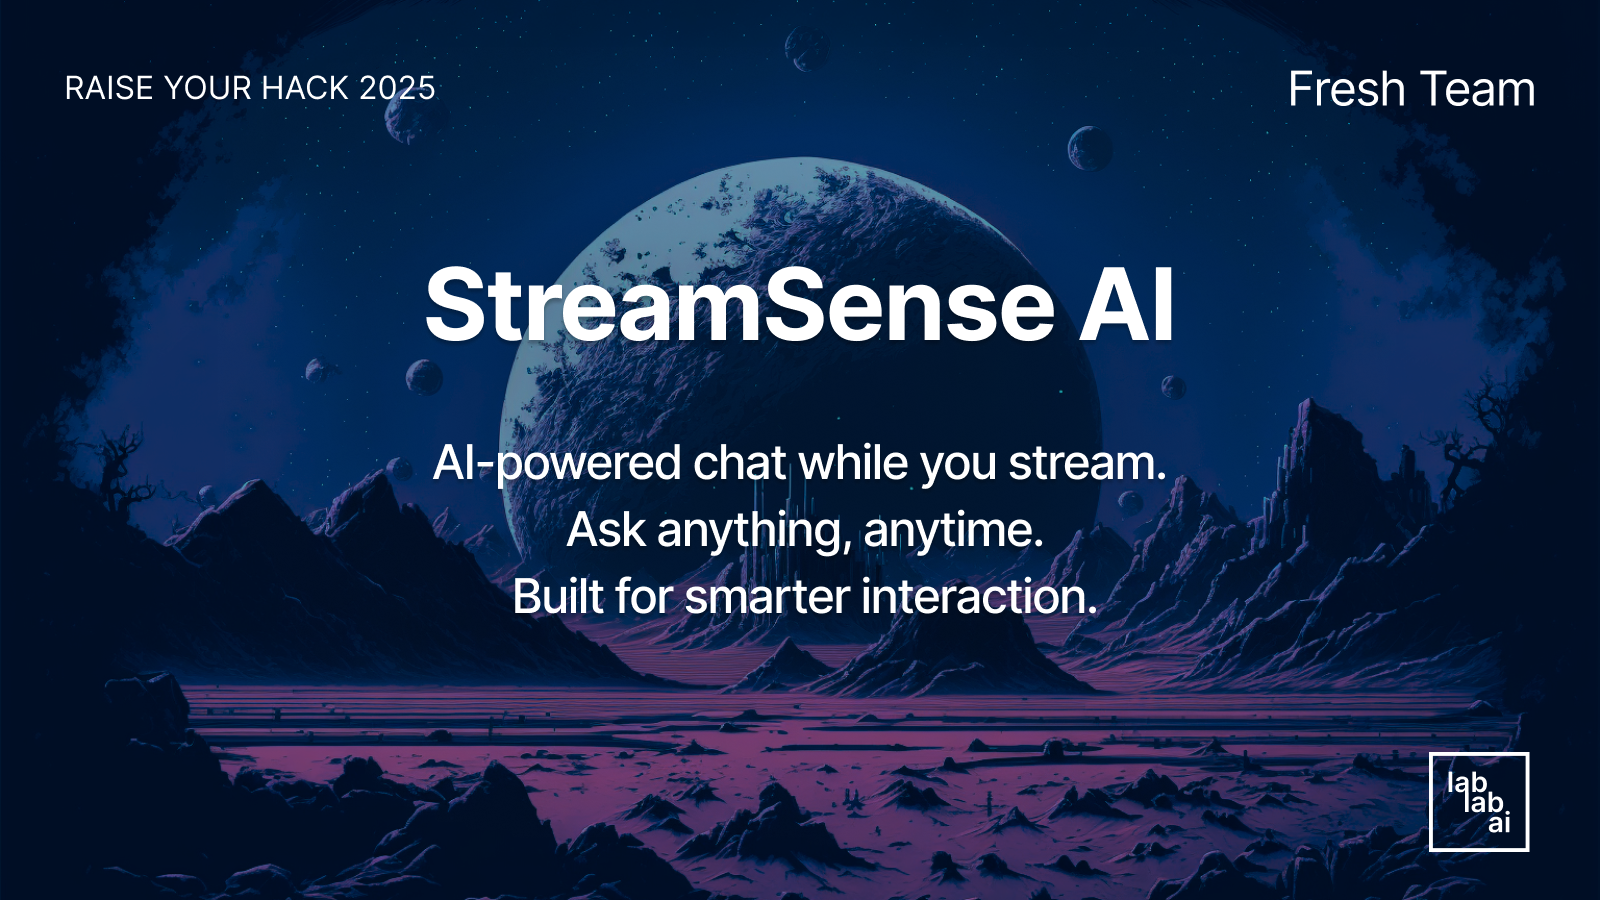 RAISE YOUR HACK 2025
Fresh Team
StreamSense AI
AI-powered chat while you stream.
Ask anything, anytime.
Built for smarter interaction.
lab
lab
ai